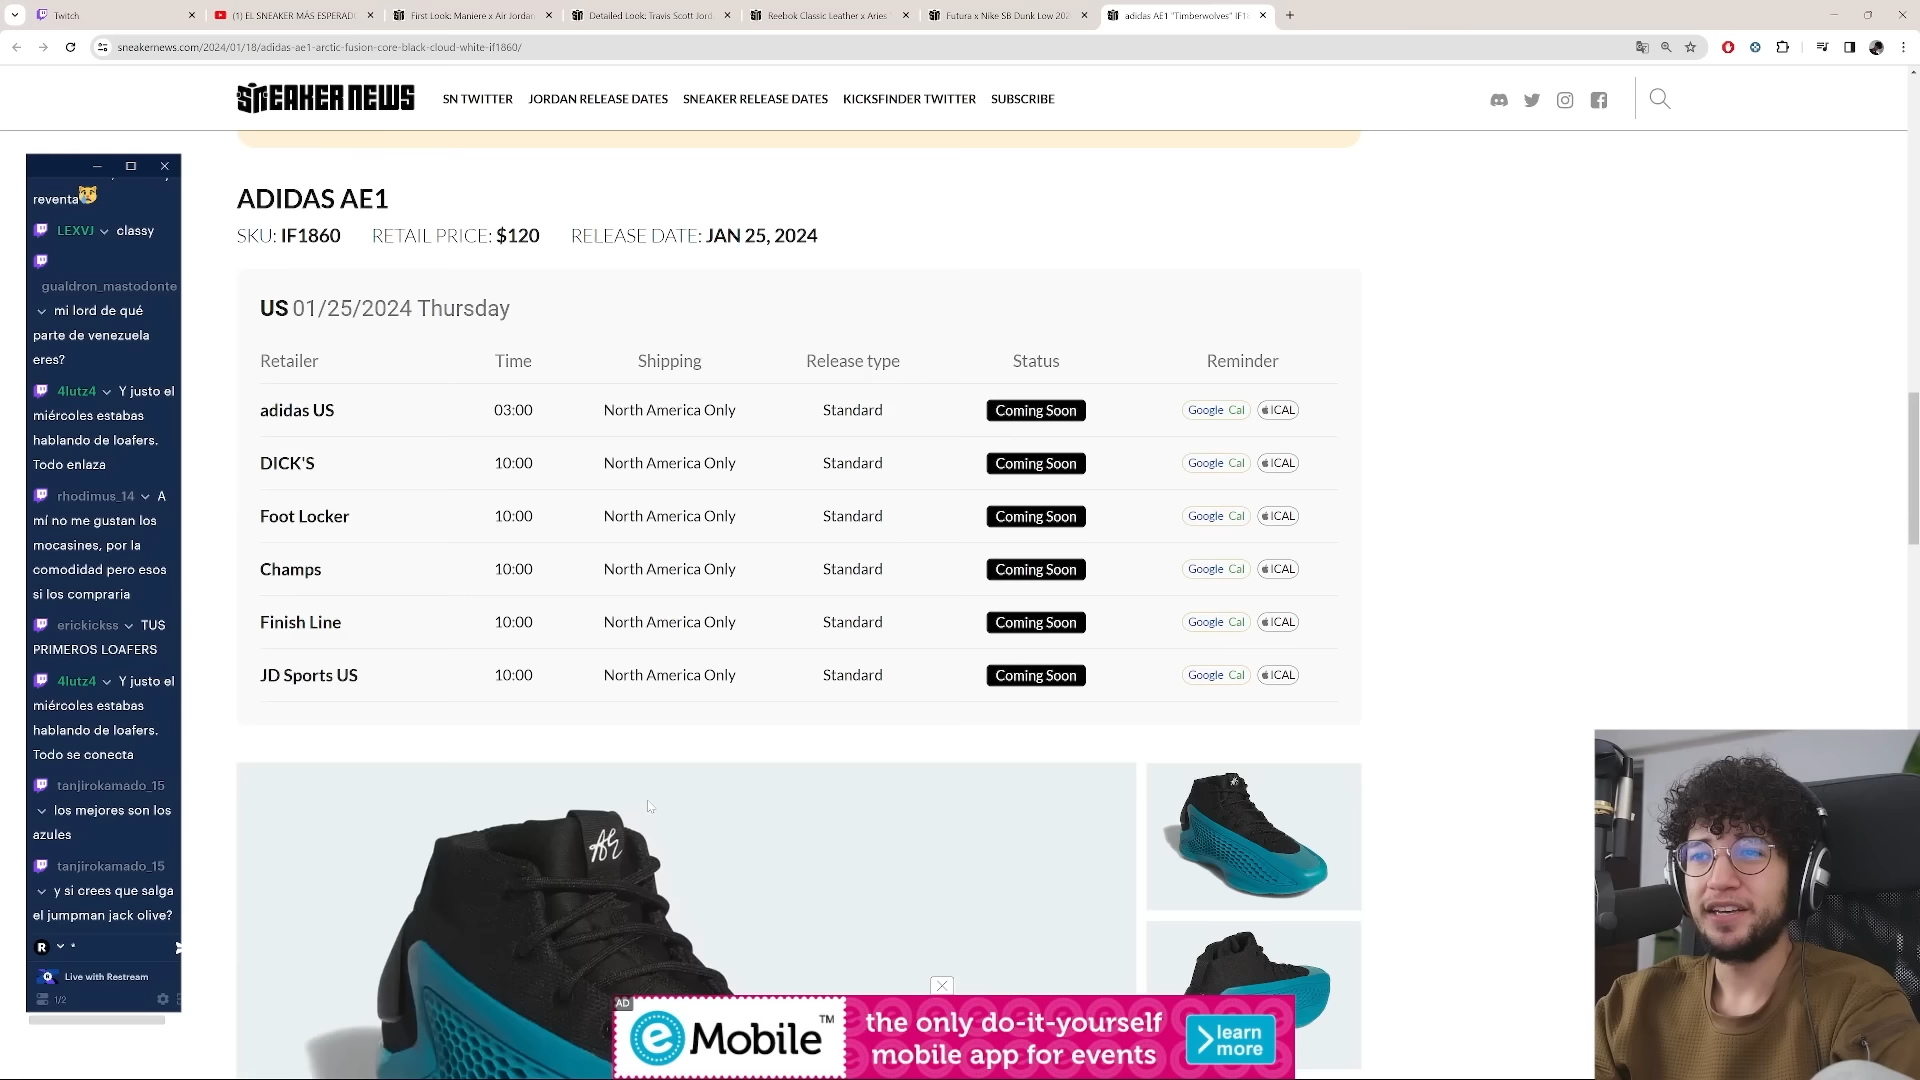 Twitch
(1) EL SNEAKER MÁS ESPERAD
First Look: Maniere x Air Jordan
Detailed Look: Travis Scott Jord
Reebok Classic Leather x Aries
Futura x Nike SB Dunk Low 202
adidas AE1 "Timberwolves" IF1
sneakernews.com/2024/01/18/adidas-ae1-arctic-fusion-core-black-cloud-white-if1860/
SNEAKER NEWS
SN TWITTER JORDAN RELEASE DATES SNEAKER RELEASE DATES KICKSFINDER TWITTER SUBSCRIBE
reventa
LEXVJ classy
gualdron_mastodonte
mi lord de qué
parte de venezuela
eres?
4lutz4 Y justo el
miércoles estabas
hablando de loafers.
Todo enlaza
rhodimus_14 A
mí no me gustan los
mocasines, por la
comodidad pero esos
si los compraria
erickickss TUS
PRIMEROS LOAFERS
4lutz4 Y justo el
miércoles estabas
hablando de loafers.
Todo se conecta
tanjirokamado_15
los mejores son los
azules
tanjirokamado_15
y si crees que salga
el jumpman jack olive?
R
Live with Restream
1/2
ADIDAS AE1
SKU: IF1860 RETAIL PRICE: $120 RELEASE DATE: JAN 25, 2024
US 01/25/2024 Thursday
Retailer Time Shipping Release type Status Reminder
adidas US 03:00 North America Only Standard Coming Soon Google Cal ICAL
DICK'S 10:00 North America Only Standard Coming Soon Google Cal ICAL
Foot Locker 10:00 North America Only Standard Coming Soon Google Cal ICAL
Champs 10:00 North America Only Standard Coming Soon Google Cal ICAL
Finish Line 10:00 North America Only Standard Coming Soon Google Cal ICAL
JD Sports US 10:00 North America Only Standard Coming Soon Google Cal ICAL
AE
AD
e Mobile™
the only do-it-yourself
mobile app for events
learn
more